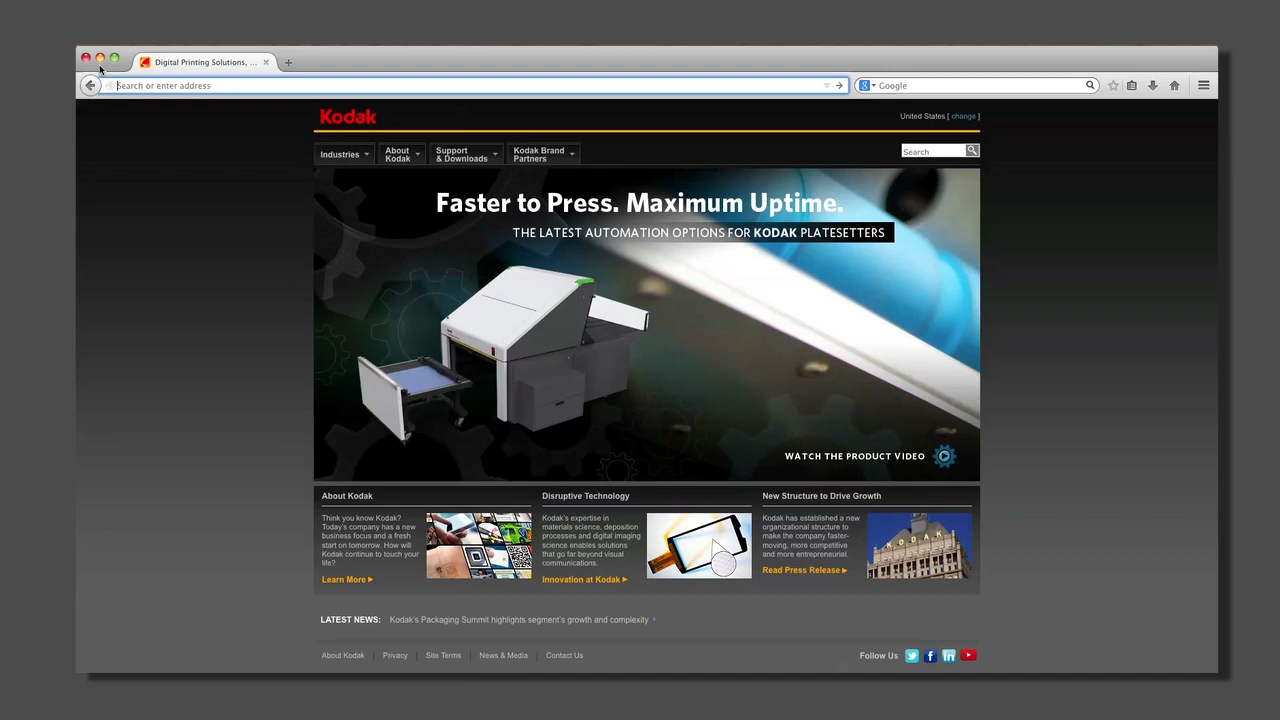 Digital Printing Solutions, ...
Search or enter address
Google
Kodak
United States [ change ]
Industries
About
Kodak
Support
& Downloads
Kodak Brand
Partners
Search
Faster to Press. Maximum Uptime.
THE LATEST AUTOMATION OPTIONS FOR KODAK PLATESETTERS
WATCH THE PRODUCT VIDEO
About Kodak
Think you know Kodak?
Today's company has a new
business focus and a fresh
start on tomorrow. How will
Kodak continue to touch your
life?
Learn More
Disruptive Technology
Kodak's expertise in
materials science, deposition
processes and digital imaging
science enables solutions
that go far beyond visual
communications.
Innovation at Kodak
New Structure to Drive Growth
Kodak has established a new
organizational structure to
make the company faster-
moving, more competitive
and more entrepreneurial.
Read Press Release
KODAK
LATEST NEWS: Kodak's Packaging Summit highlights segment's growth and complexity
About Kodak | Privacy | Site Terms | News & Media | Contact Us
Follow Us